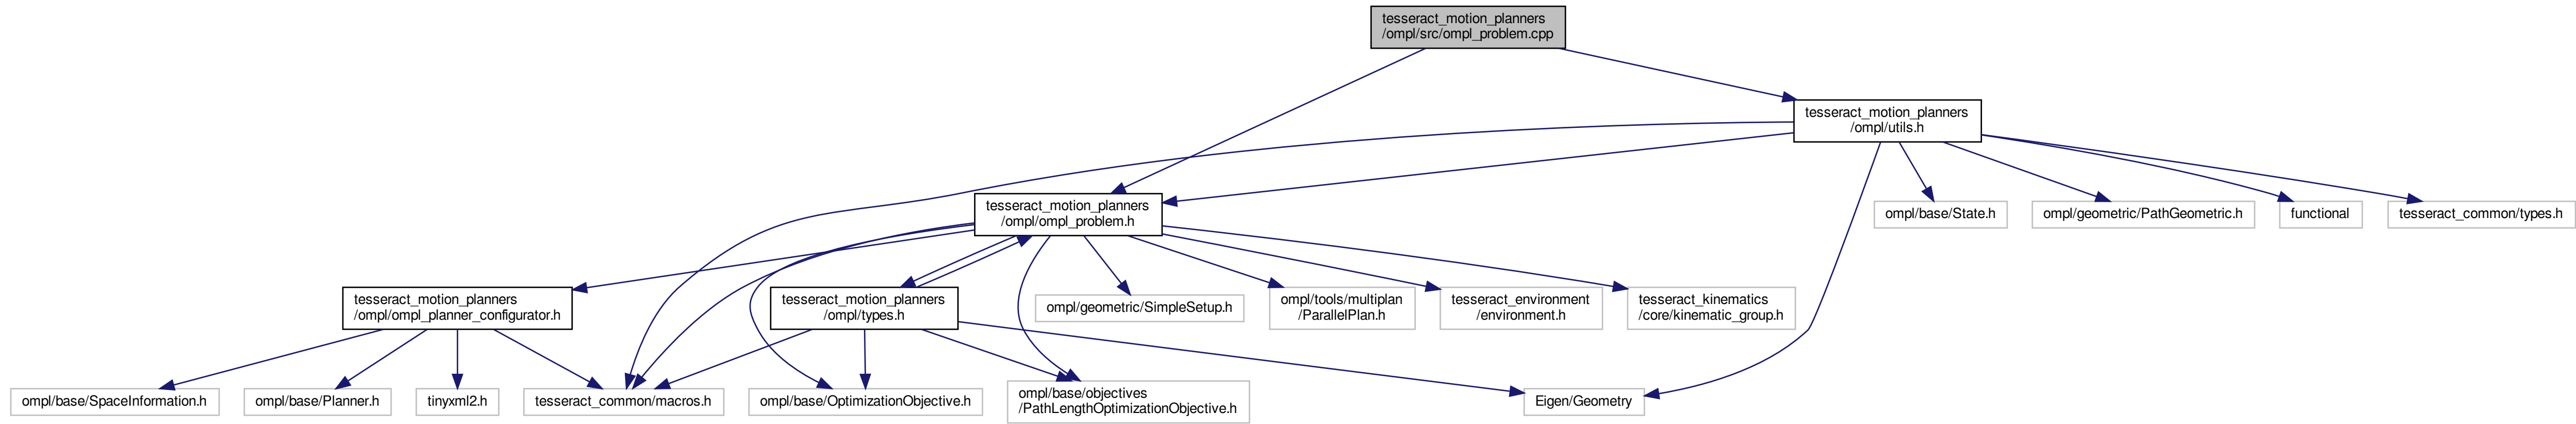 tesseract_motion_planners
/ompl/src/ompl_problem.cpp
tesseract_motion_planners
/ompl/utils.h
tesseract_motion_planners
/ompl/ompl_problem.h
ompl/base/State.h
ompl/geometric/PathGeometric.h
functional
tesseract_common/types.h
tesseract_motion_planners
/ompl/ompl_planner_configurator.h
tesseract_motion_planners
/ompl/types.h
ompl/geometric/SimpleSetup.h
ompl/tools/multiplan
/ParallelPlan.h
tesseract_environment
/environment.h
tesseract_kinematics
/core/kinematic_group.h
ompl/base/SpaceInformation.h
ompl/base/Planner.h
tinyxml2.h
tesseract_common/macros.h
ompl/base/OptimizationObjective.h
ompl/base/objectives
/PathLengthOptimizationObjective.h
Eigen/Geometry